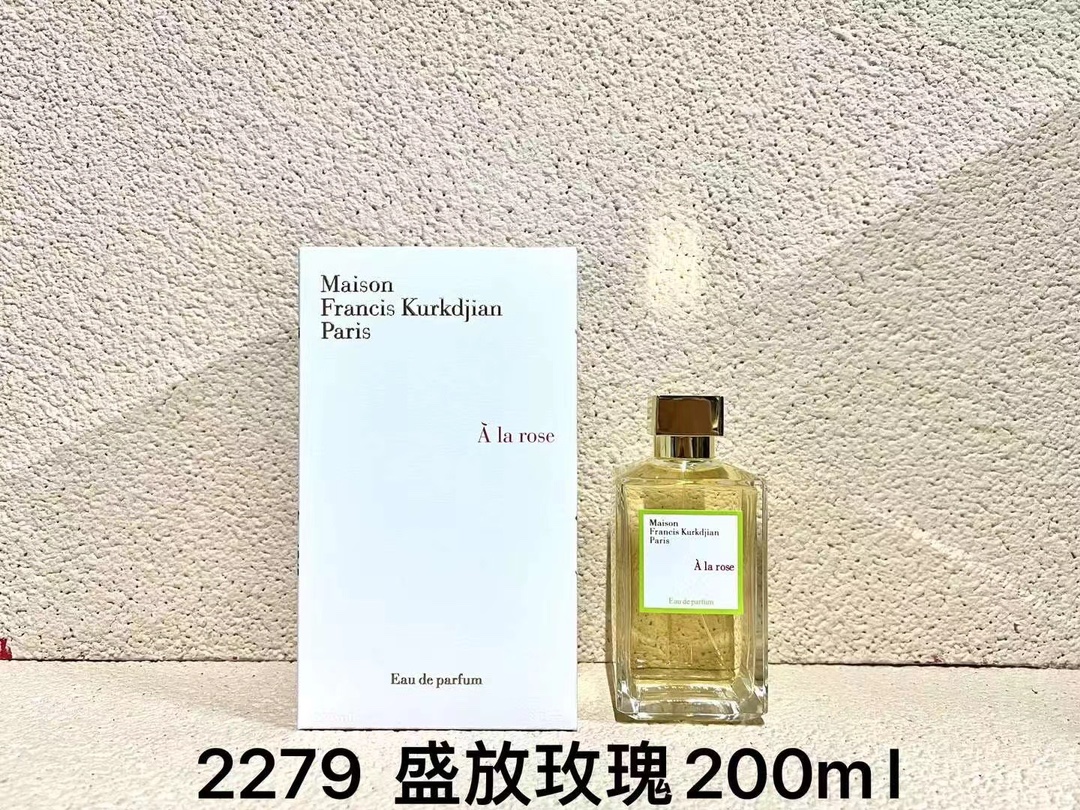 Maison
Francis Kurkdjian
Paris
À la rose
Eau de parfum
Maison
Francis Kurkdjian
Paris
À la rose
Eau de parfum
2279 盛放玫瑰200ml